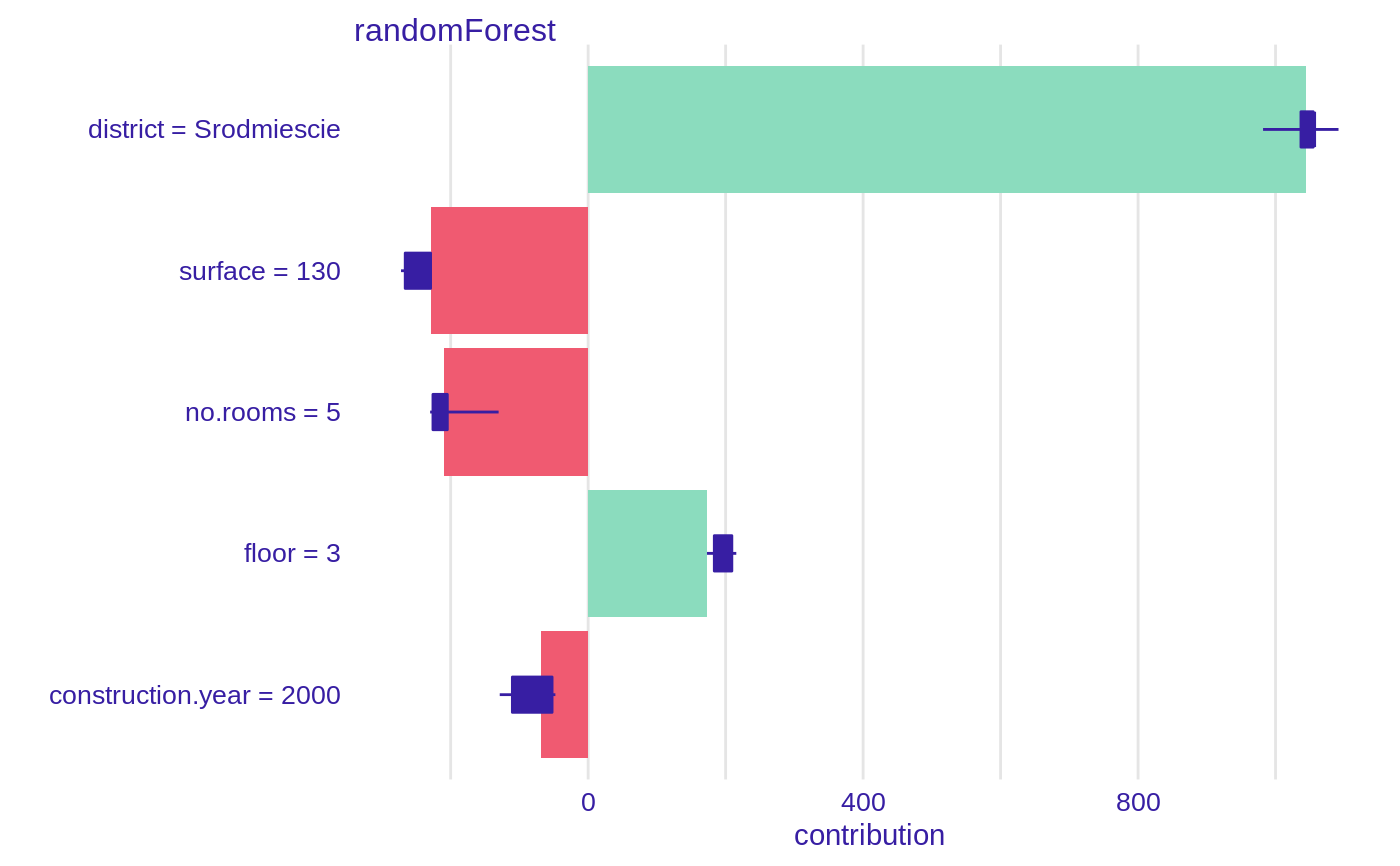 randomForest
district = Srodmiescie
surface = 130
no.rooms = 5
floor = 3
construction.year = 2000
0 400 800
contribution